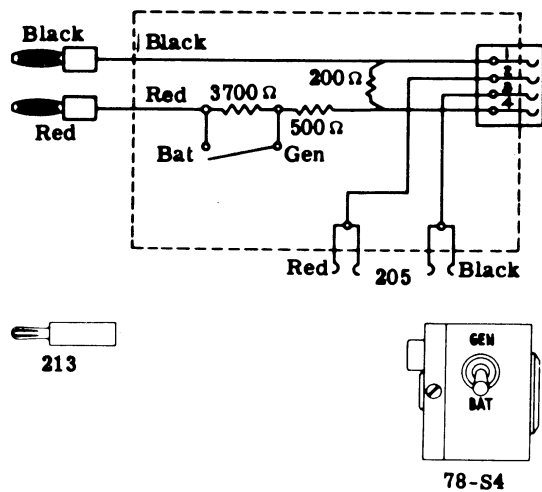 Black
Black
1
200 Ω
2
Red
3700 Ω
3
4
Red
500 Ω
Bat
Gen
Red
205
Black
213
GEN
BAT
78-S4